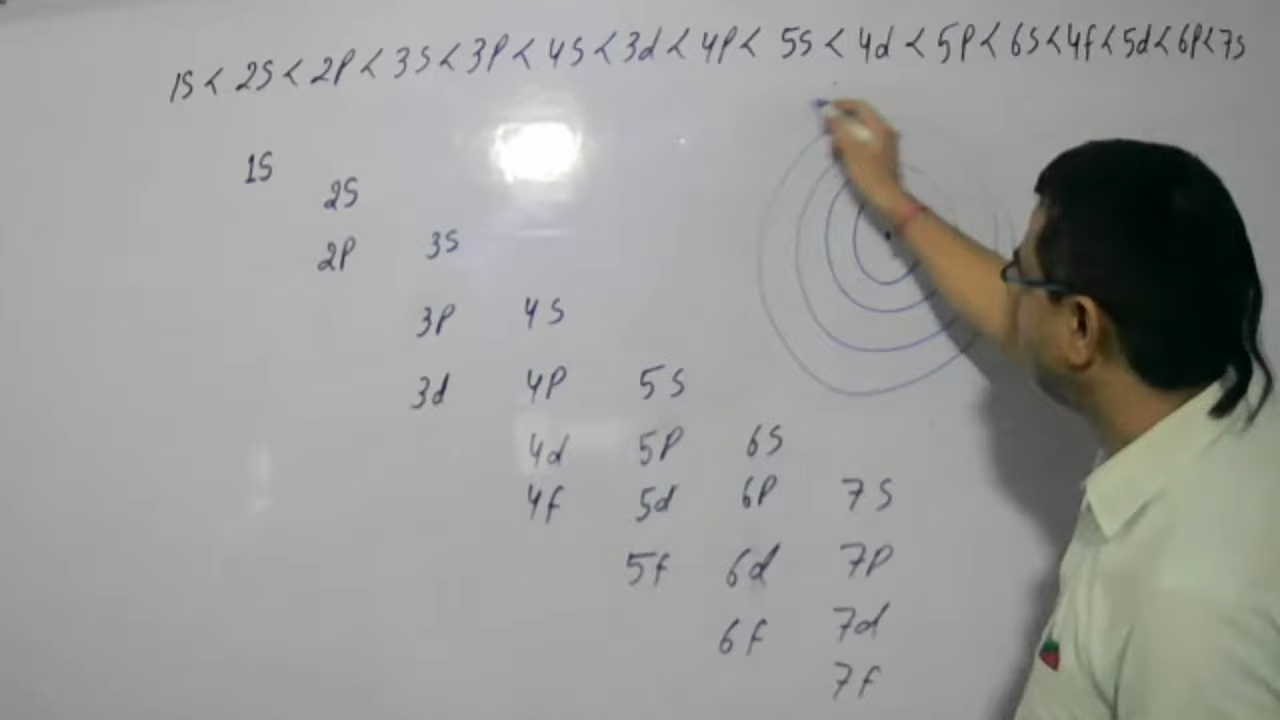 1S < 2S < 2P < 3S < 3P < 4S < 3d < 4P < 5S < 4d < 5P < 6S < 4f < 5d < 6P < 7S
1S
2S
2P 3S
3P 4S
3d 4P 5S
4d 5P 6S
4f 5d 6P 7S
5f 6d 7P
6f 7d
7f